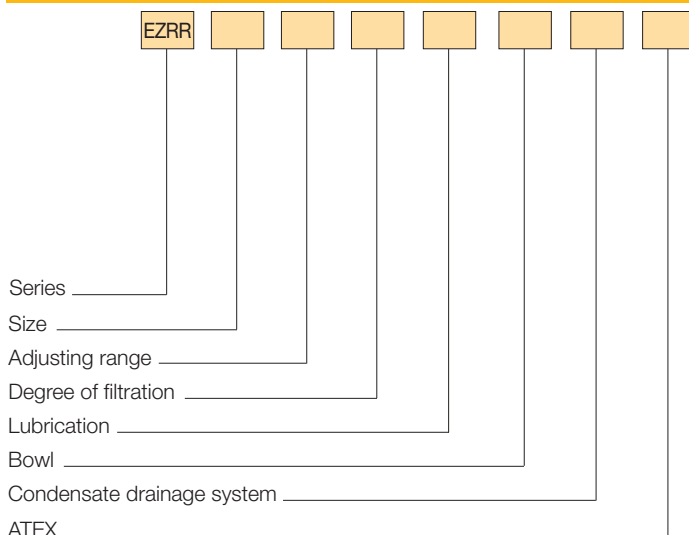 EZRR
Series
Size
Adjusting range
Degree of filtration
Lubrication
Bowl
Condensate drainage system
ATEX